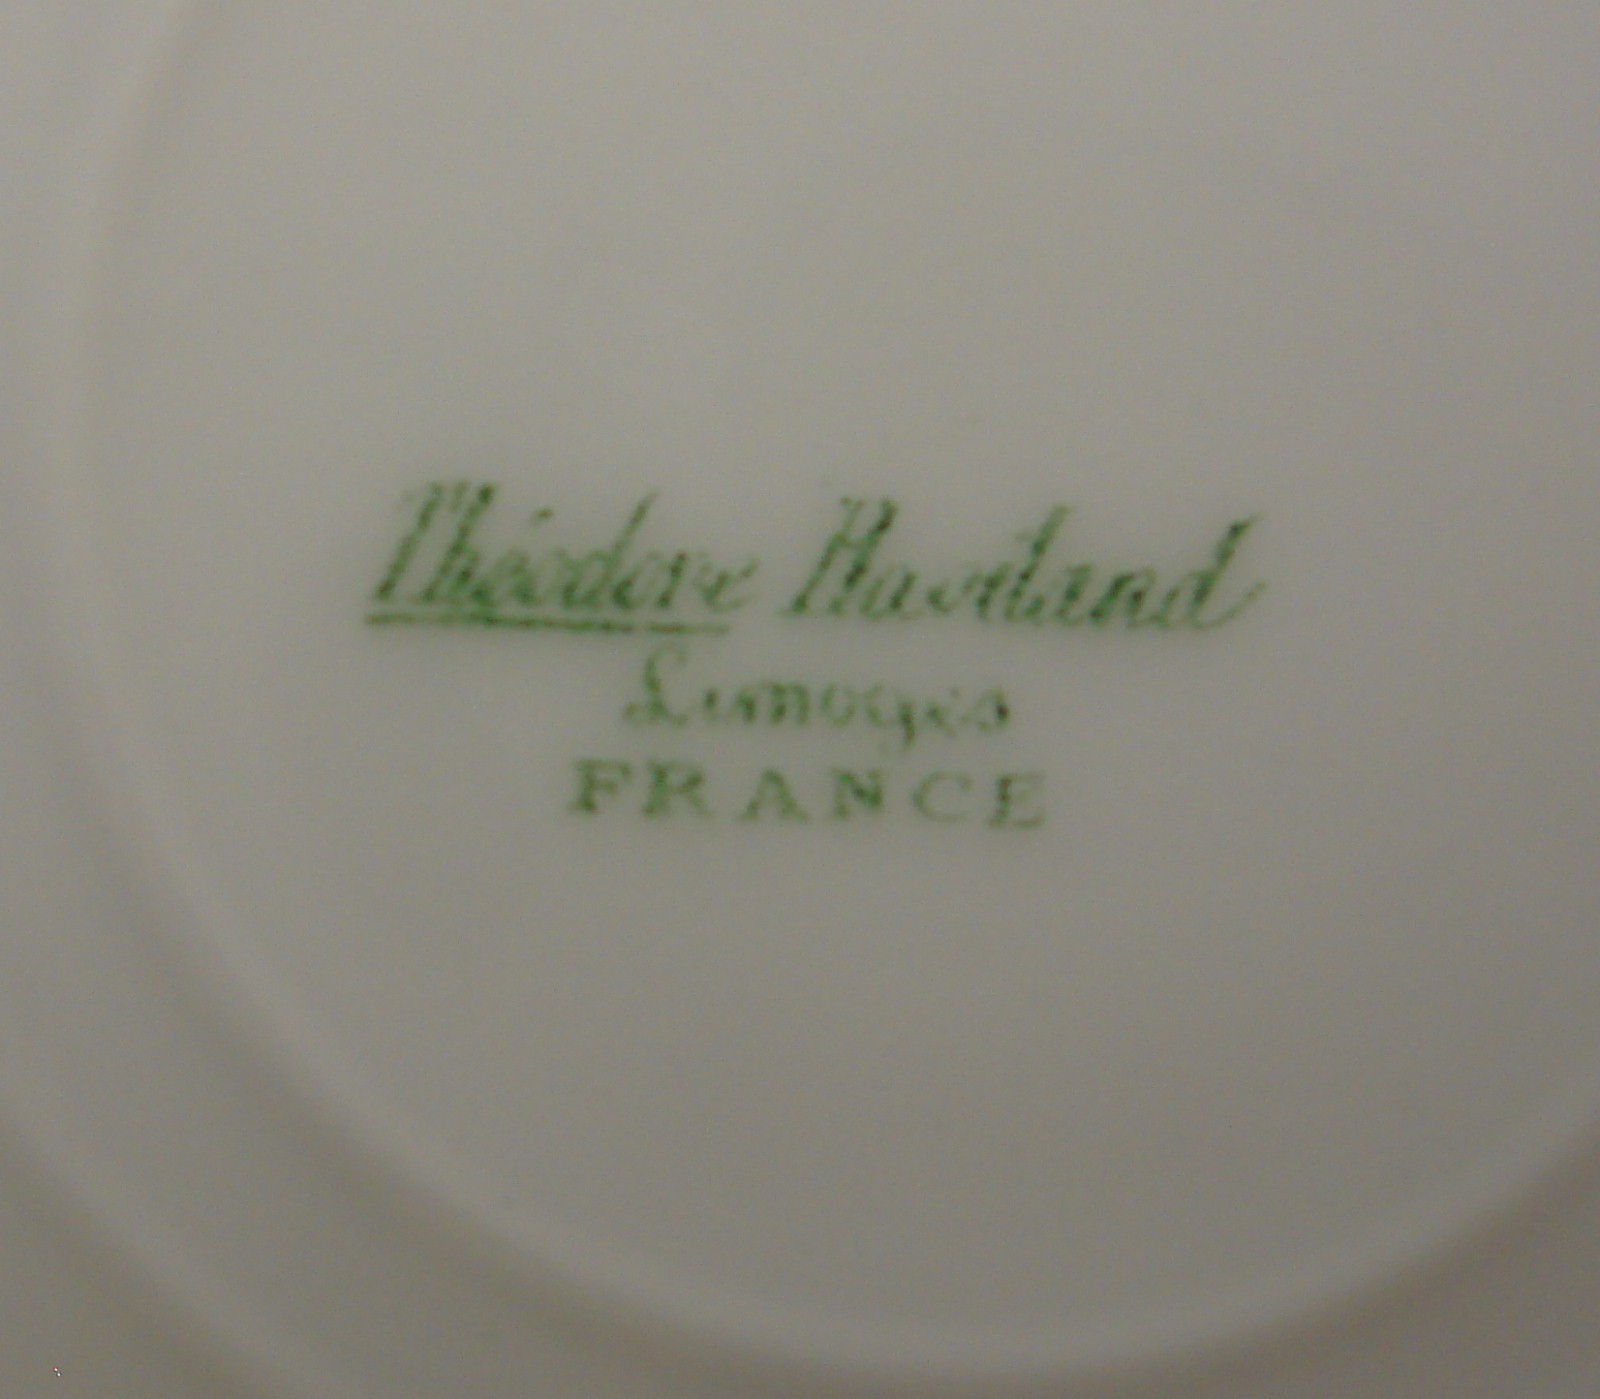 Théodore Haviland
Limoges
FRANCE